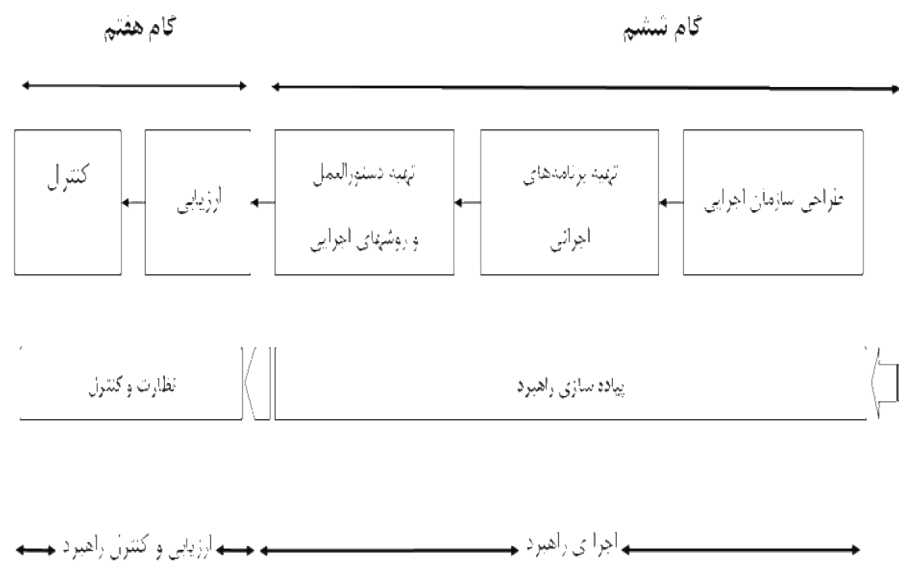 گام ششم
گام هفتم
طراحی سازمان اجرایی
تهیه برنامه‌های
اجرائی
تهیه دستورالعمل
و روشهای اجرایی
ارزیابی
کنترل
پیاده سازی راهبرد
نظارت و کنترل
اجرا ی راهبرد
ارزیابی و کنترل راهبرد